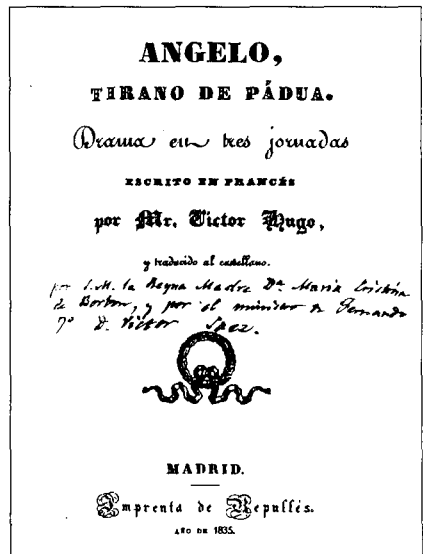 ANGELO,
TIRANO DE PÁDUA.
Drama en tres jornadas
ESCRITO EN FRANCÉS
por Mr. Victor Hugo,
y traducido al castellano.
por S.M. la Reyna Madre Dª María Cristina
de Borbon, y por el ministro de Fernando
7º D. Victor Saez.
MADRID.
Imprenta de Repullés.
AÑO DE 1835.